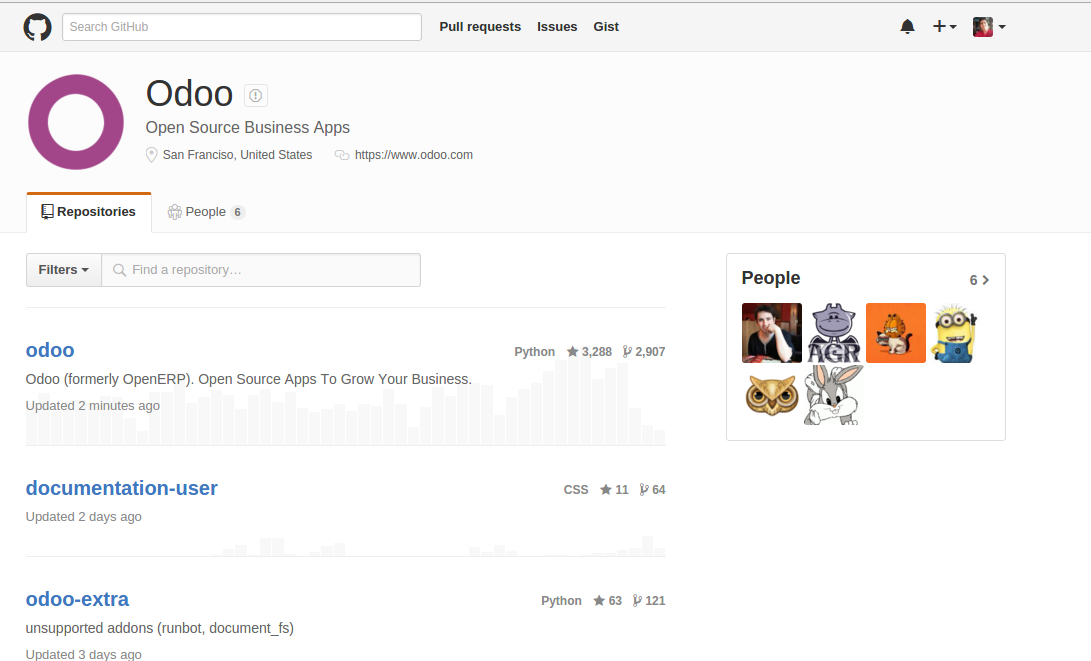 Search GitHub Pull requests Issues Gist
Odoo
Open Source Business Apps
San Franciso, United States https://www.odoo.com
Repositories People 6
Filters Find a repository…
People 6
odoo Python 3,288 2,907
Odoo (formerly OpenERP). Open Source Apps To Grow Your Business.
Updated 2 minutes ago
AGR
documentation-user CSS 11 64
Updated 2 days ago
odoo-extra Python 63 121
unsupported addons (runbot, document_fs)
Updated 3 days ago